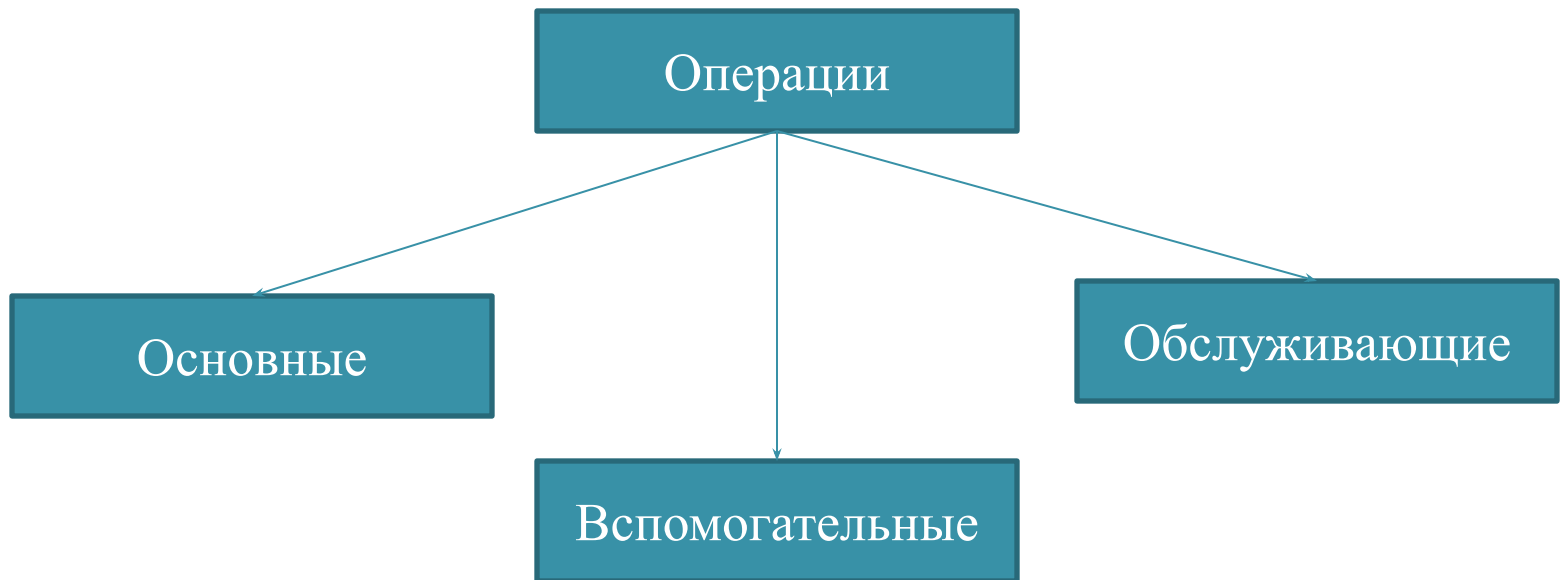 Операции
Основные
Обслуживающие
Вспомогательные